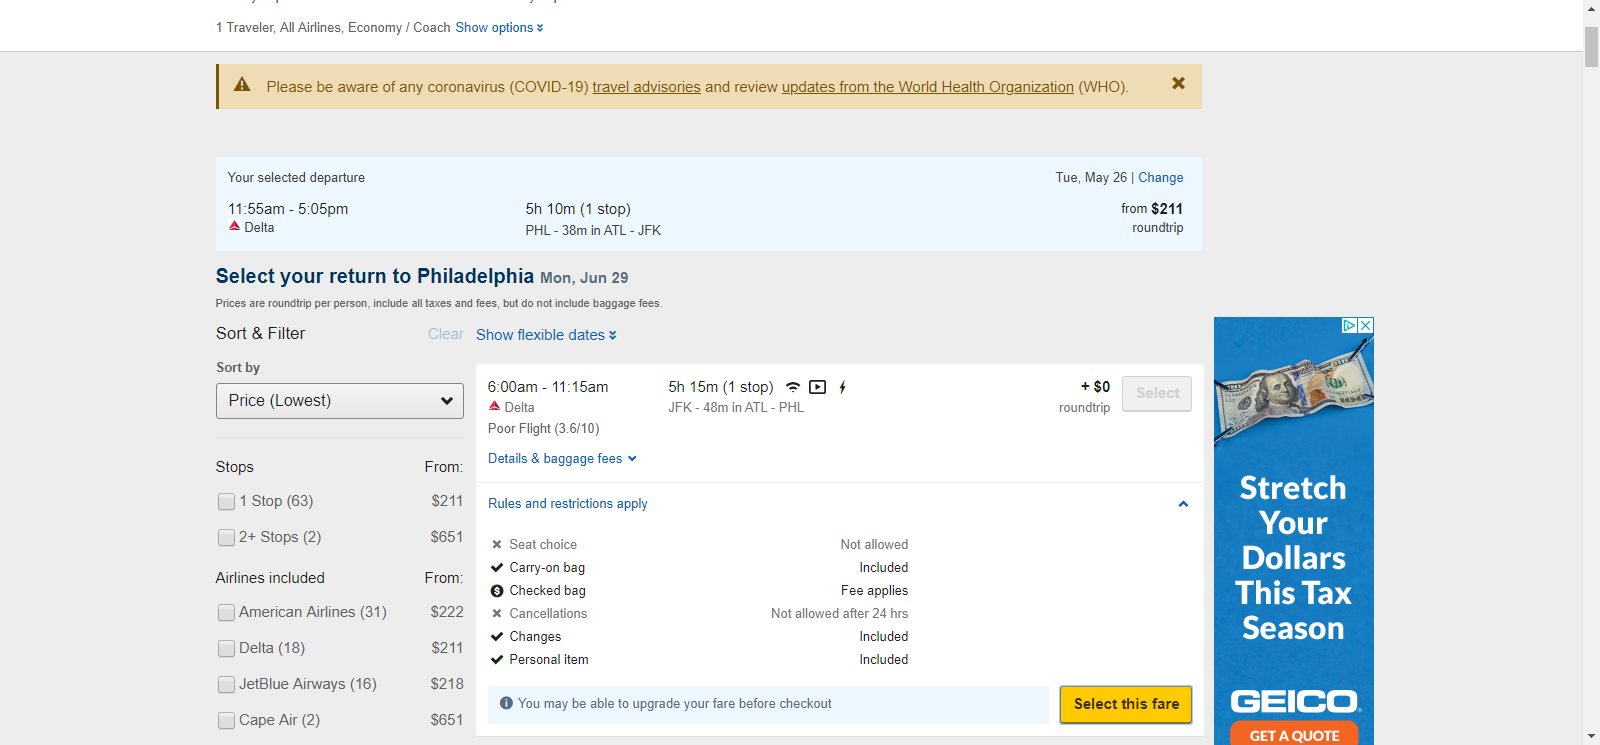 1 Traveler, All Airlines, Economy / Coach Show options
Please be aware of any coronavirus (COVID-19) travel advisories and review updates from the World Health Organization (WHO).
Your selected departure
Tue, May 26 | Change
11:55am - 5:05pm
5h 10m (1 stop)
from $211
Delta
PHL - 38m in ATL - JFK
roundtrip
Select your return to Philadelphia Mon, Jun 29
Prices are roundtrip per person, include all taxes and fees, but do not include baggage fees.
Sort & Filter
Clear
Show flexible dates
Sort by
Price (Lowest)
Stops From:
1 Stop (63) $211
2+ Stops (2) $651
Airlines included From:
American Airlines (31) $222
Delta (18) $211
JetBlue Airways (16) $218
Cape Air (2) $651
6:00am - 11:15am
5h 15m (1 stop)
+ $0
Select
Delta
JFK - 48m in ATL - PHL
roundtrip
Poor Flight (3.6/10)
Details & baggage fees
Rules and restrictions apply
Seat choice Not allowed
Carry-on bag Included
Checked bag Fee applies
Cancellations Not allowed after 24 hrs
Changes Included
Personal item Included
You may be able to upgrade your fare before checkout
Select this fare
Stretch
Your
Dollars
This Tax
Season
GEICO
GET A QUOTE